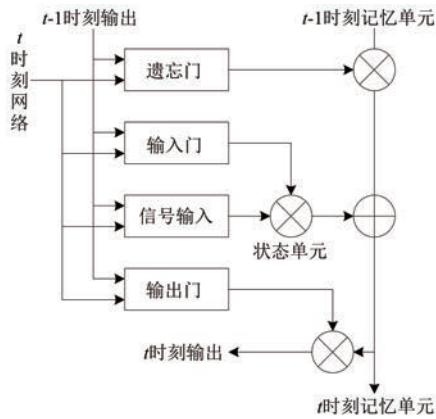 t-1时刻输出
t-1时刻记忆单元
t时刻网络
遗忘门
输入门
信号输入
状态单元
输出门
t时刻输出
t时刻记忆单元